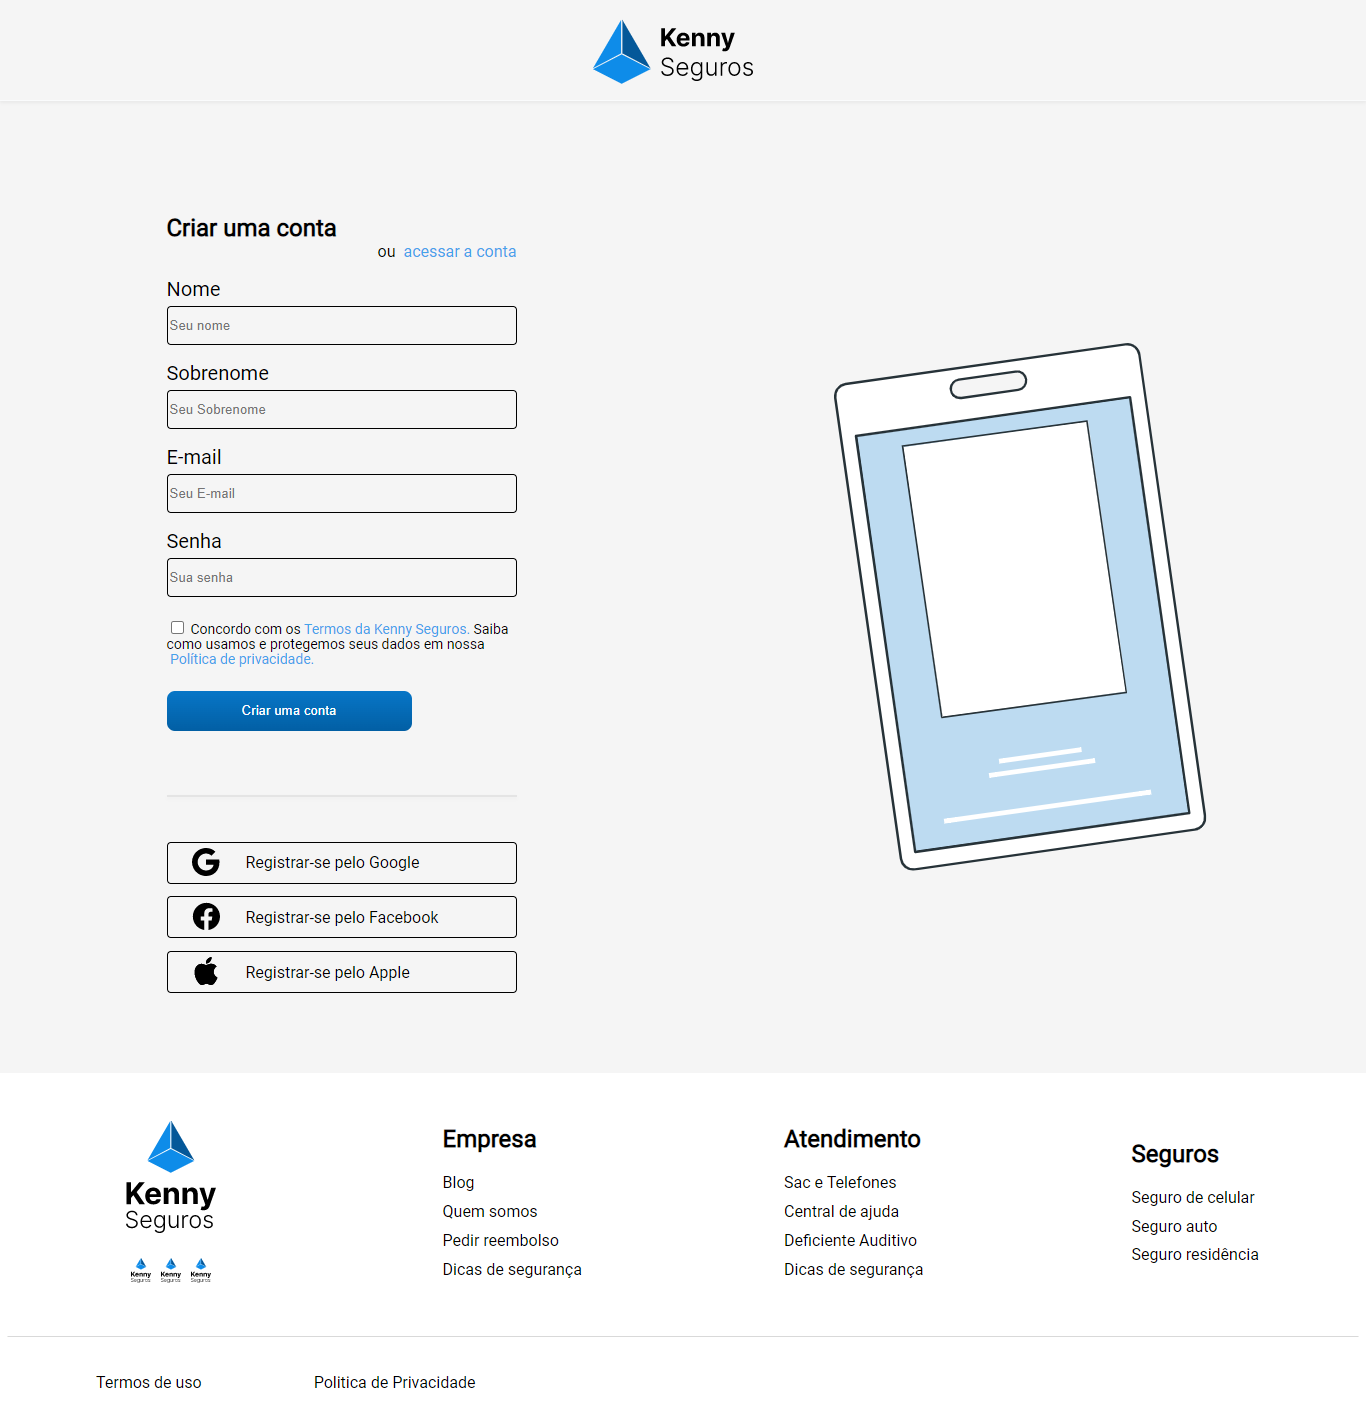 Kenny
Seguros
Criar uma conta
ou acessar a conta
Nome
Seu nome
Sobrenome
Seu Sobrenome
E-mail
Seu E-mail
Senha
Sua senha
Concordo com os Termos da Kenny Seguros. Saiba
como usamos e protegemos seus dados em nossa
Política de privacidade.
Criar uma conta
Registrar-se pelo Google
Registrar-se pelo Facebook
Registrar-se pelo Apple
Kenny
Seguros
Kenny
Seguros
Kenny
Seguros
Kenny
Seguros
Empresa
Blog
Quem somos
Pedir reembolso
Dicas de segurança
Atendimento
Sac e Telefones
Central de ajuda
Deficiente Auditivo
Dicas de segurança
Seguros
Seguro de celular
Seguro auto
Seguro residência
Termos de uso
Politica de Privacidade